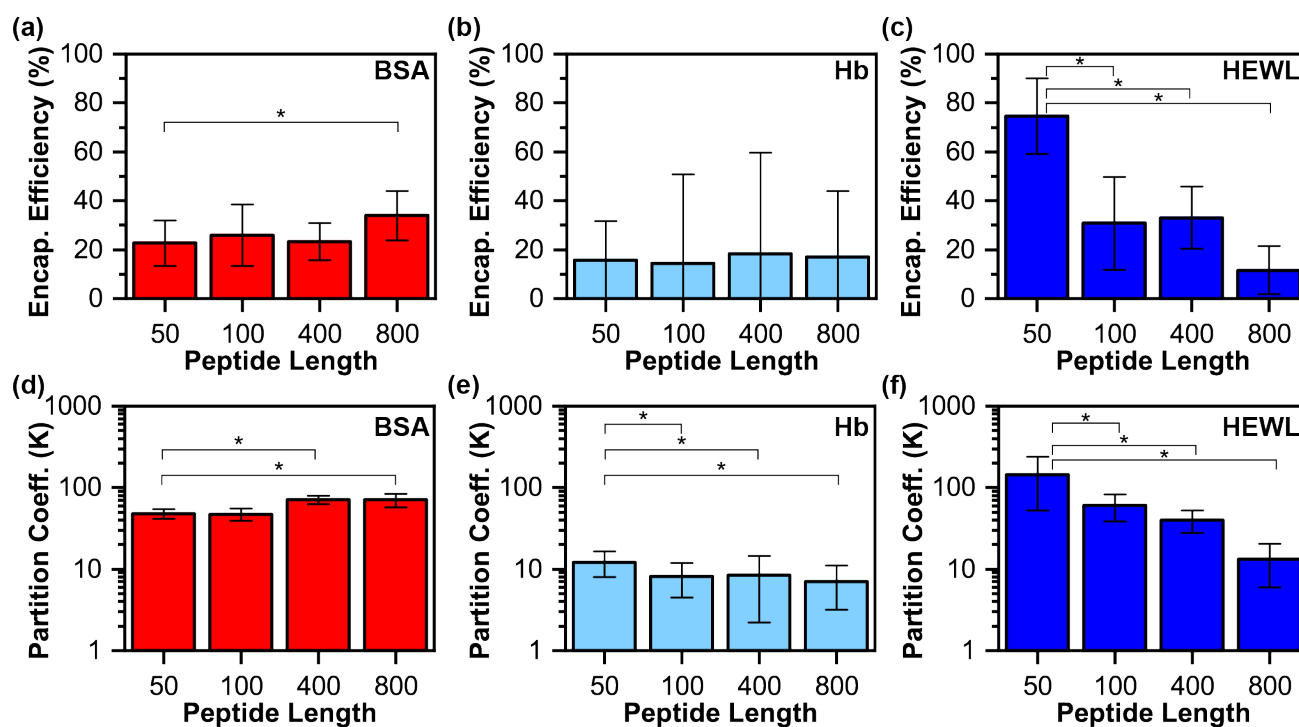 (a)
Encap. Efficiency (%)
100
80
60
40
20
0
BSA
*
50 100 400 800
Peptide Length
(b)
Encap. Efficiency (%)
100
80
60
40
20
0
Hb
50 100 400 800
Peptide Length
(c)
Encap. Efficiency (%)
100
80
60
40
20
0
HEWL
*
*
*
50 100 400 800
Peptide Length
(d)
Partition Coeff. (K)
1000
100
10
1
BSA
*
*
50 100 400 800
Peptide Length
(e)
Partition Coeff. (K)
1000
100
10
1
Hb
*
*
*
50 100 400 800
Peptide Length
(f)
Partition Coeff. (K)
1000
100
10
1
HEWL
*
*
*
50 100 400 800
Peptide Length